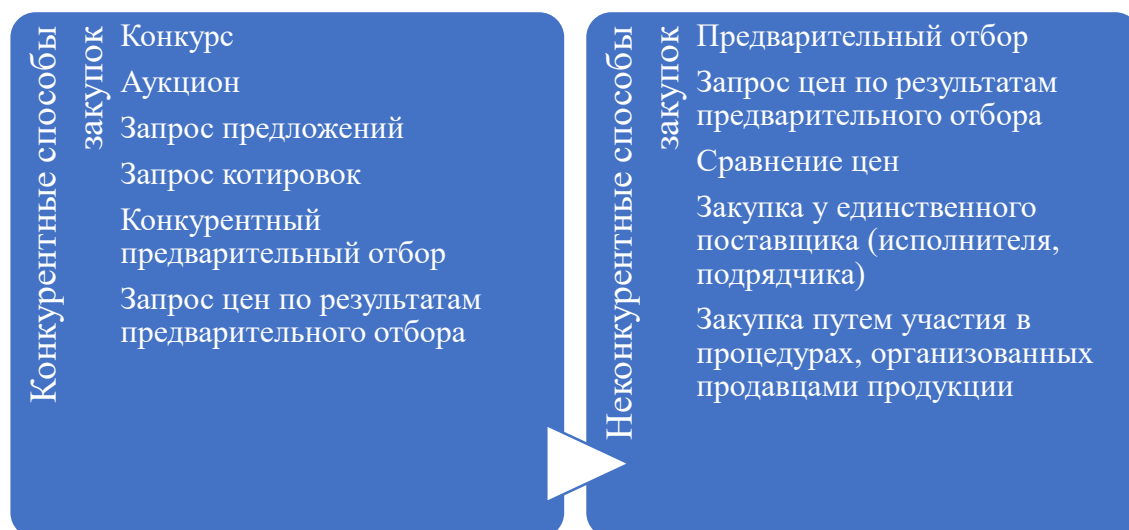 Конкурентные способы
закупок
Конкурс
Аукцион
Запрос предложений
Запрос котировок
Конкурентный
предварительный отбор
Запрос цен по результатам
предварительного отбора
Неконкурентные способы
закупок
Предварительный отбор
Запрос цен по результатам
предварительного отбора
Сравнение цен
Закупка у единственного
поставщика (исполнителя,
подрядчика)
Закупка путем участия в
процедурах, организованных
продавцами продукции